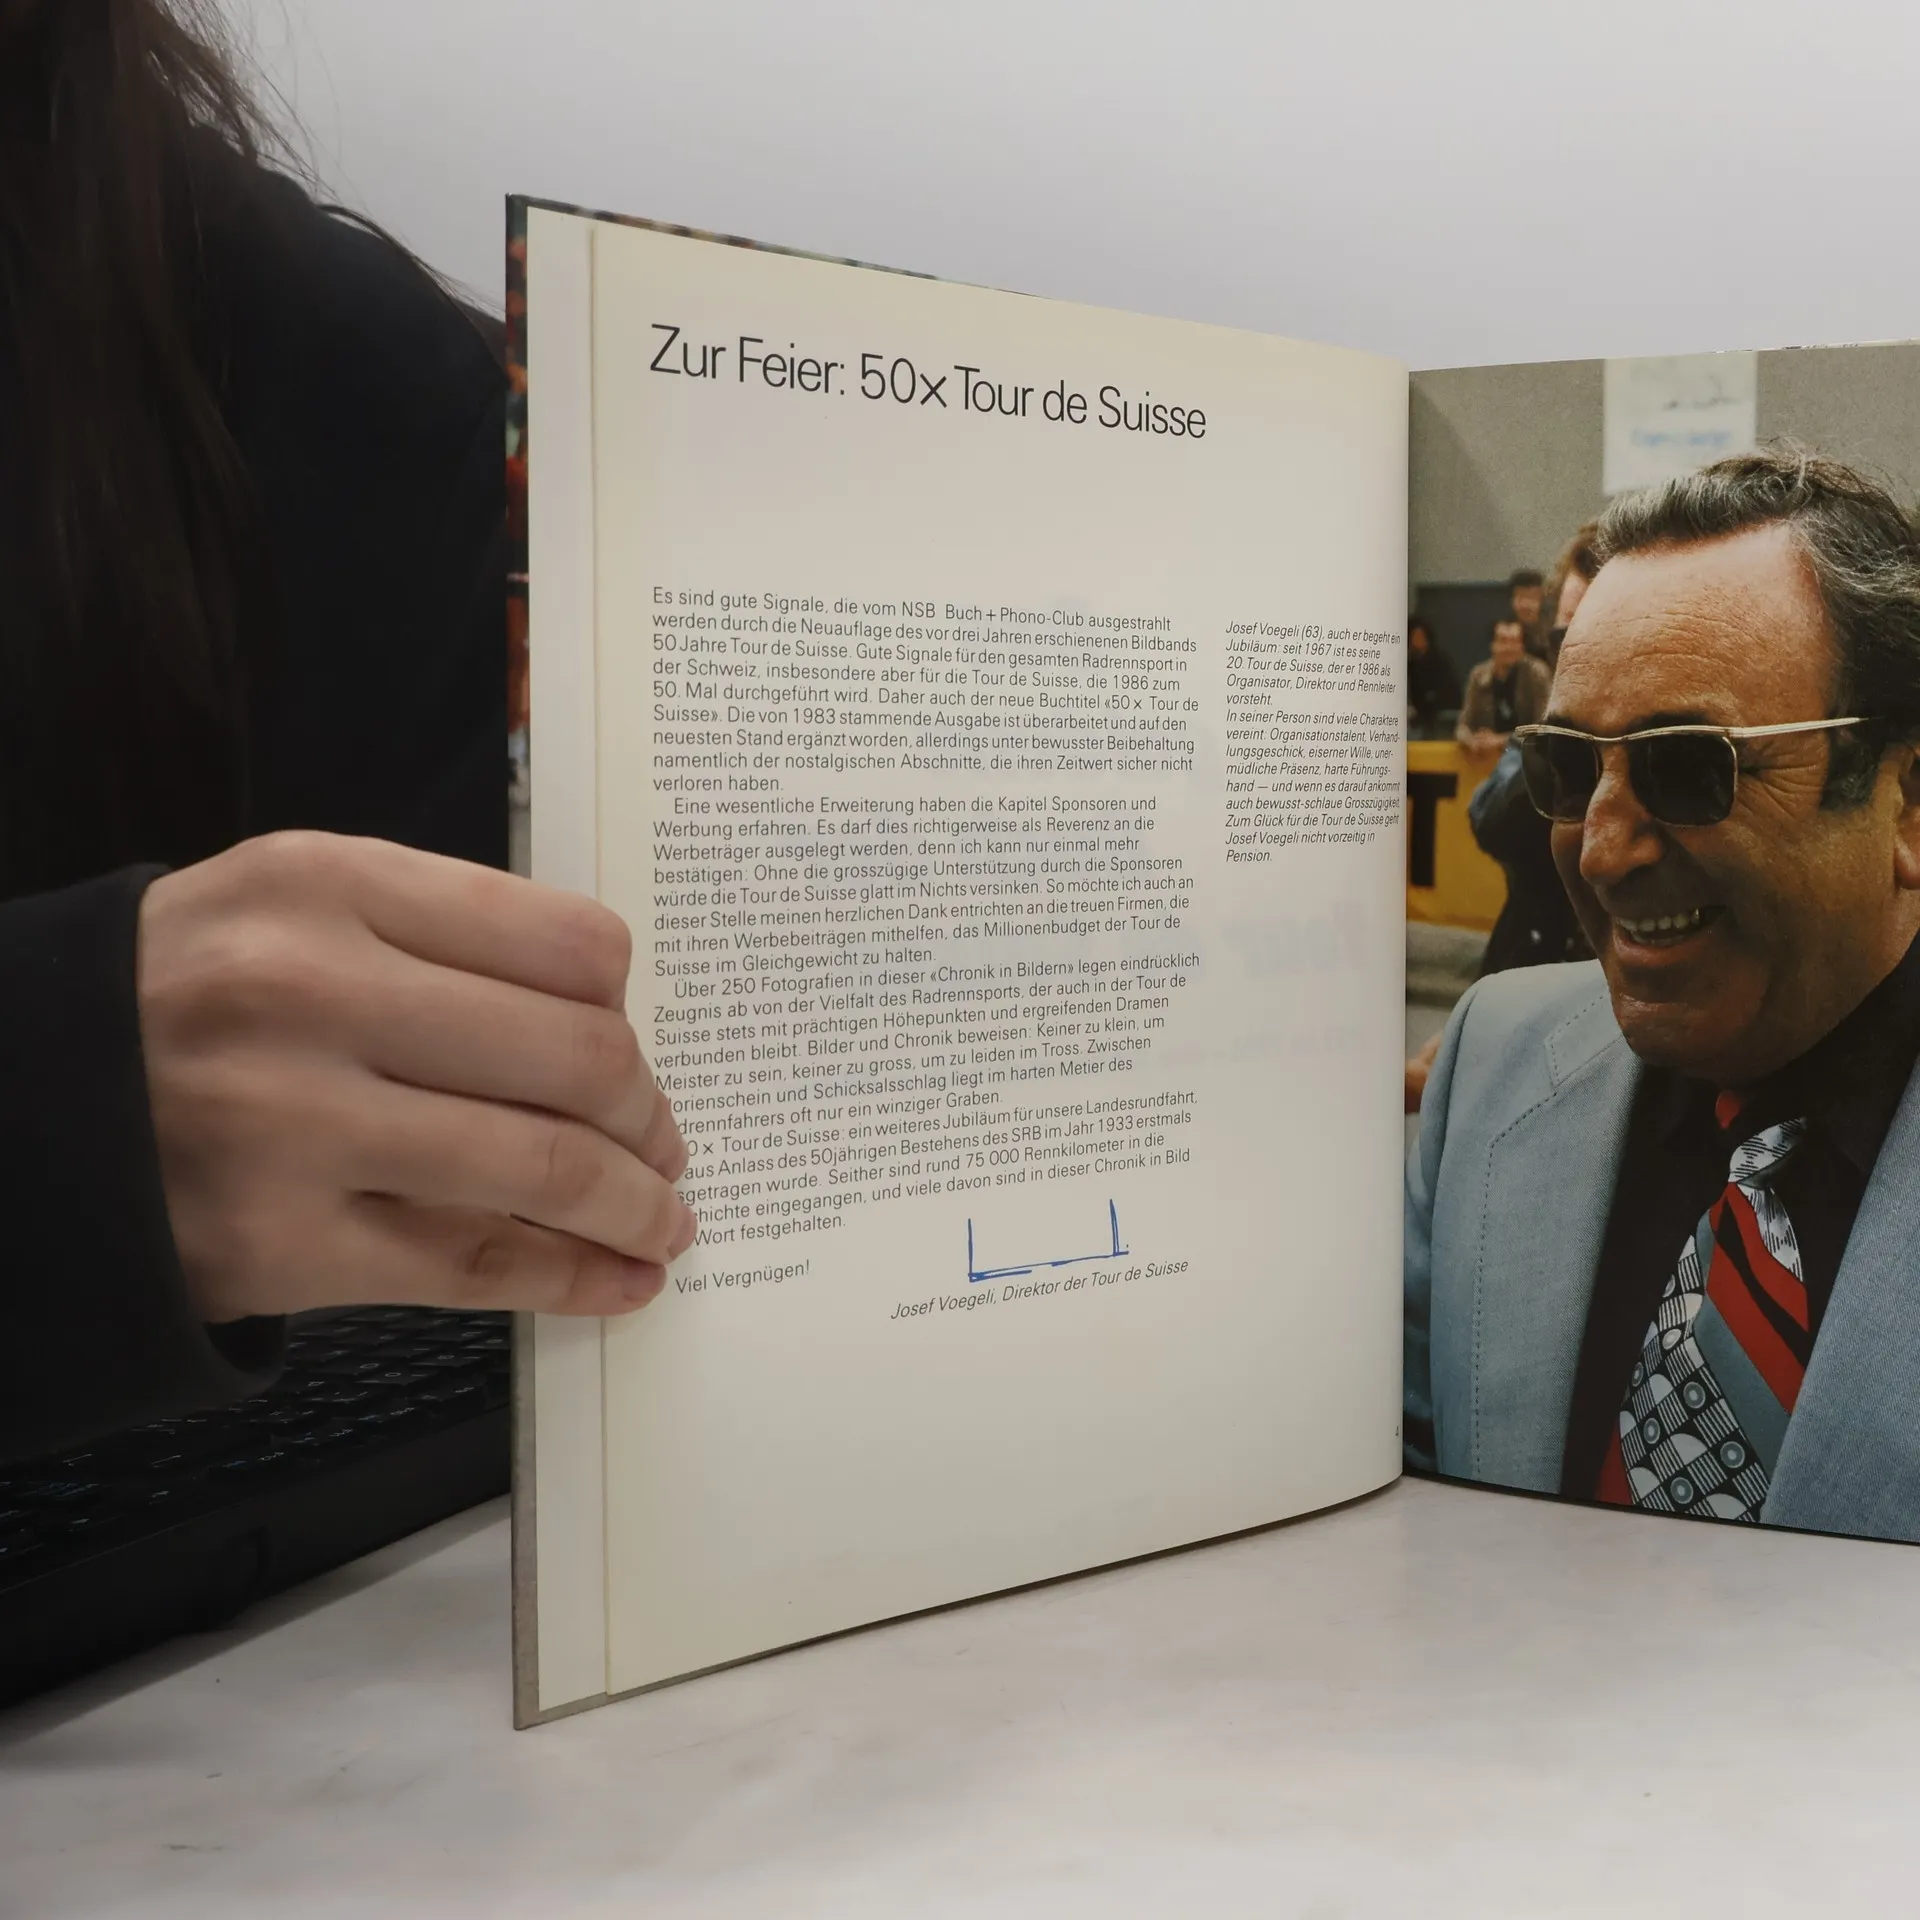 Zur Feier: 50x Tour de Suisse
Es sind gute Signale, die vom NSB Buch + Phono-Club ausgestrahlt
werden durch die Neuauflage des vor drei Jahren erschienenen Bildbands
50 Jahre Tour de Suisse. Gute Signale für den gesamten Radrennsport in
der Schweiz, insbesondere aber für die Tour de Suisse, die 1986 zum
50. Mal durchgeführt wird. Daher auch der neue Buchtitel «50 x Tour de
Suisse». Die von 1983 stammende Ausgabe ist überarbeitet und auf den
neuesten Stand ergänzt worden, allerdings unter bewusster Beibehaltung
namentlich der nostalgischen Abschnitte, die ihren Zeitwert sicher nicht
verloren haben.
Eine wesentliche Erweiterung haben die Kapitel Sponsoren und
Werbung erfahren. Es darf dies richtigerweise als Reverenz an die
Werbeträger ausgelegt werden, denn ich kann nur einmal mehr
bestätigen: Ohne die grosszügige Unterstützung durch die Sponsoren
würde die Tour de Suisse glatt im Nichts versinken. So möchte ich auch an
dieser Stelle meinen herzlichen Dank entrichten an die treuen Firmen, die
mit ihren Werbebeiträgen mithelfen, das Millionenbudget der Tour de
Suisse im Gleichgewicht zu halten.
Über 250 Fotografien in dieser «Chronik in Bildern» legen eindrücklich
Zeugnis ab von der Vielfalt des Radrennsports, der auch in der Tour de
Suisse stets mit prächtigen Höhepunkten und ergreifenden Dramen
verbunden bleibt. Bilder und Chronik beweisen: Keiner zu klein, um
Meister zu sein, keiner zu gross, um zu leiden im Tross. Zwischen
lorienschein und Schicksalsschlag liegt im harten Metier des
drennfahrers oft nur ein winziger Graben.
0 x Tour de Suisse: ein weiteres Jubiläum für unsere Landesrundfahrt,
aus Anlass des 50jährigen Bestehens des SRB im Jahr 1933 erstmals
sgetragen wurde. Seither sind rund 75 000 Rennkilometer in die
hichte eingegangen, und viele davon sind in dieser Chronik in Bild
Wort festgehalten.
Viel Vergnügen!
Josef Voegeli, Direktor der Tour de Suisse
Josef Voegeli (63), auch er begeht ein
Jubiläum: seit 1967 ist es seine
20. Tour de Suisse, der er 1986 als
Organisator, Direktor und Rennleiter
vorsteht.
In seiner Person sind viele Charaktere
vereint: Organisationstalent, Verhand-
lungsgeschick, eiserner Wille, uner-
müdliche Präsenz, harte Führungs-
hand — und wenn es darauf ankommt
auch bewusst-schlaue Grosszügigkeit.
Zum Glück für die Tour de Suisse geht
Josef Voegeli nicht vorzeitig in
Pension.
4
T